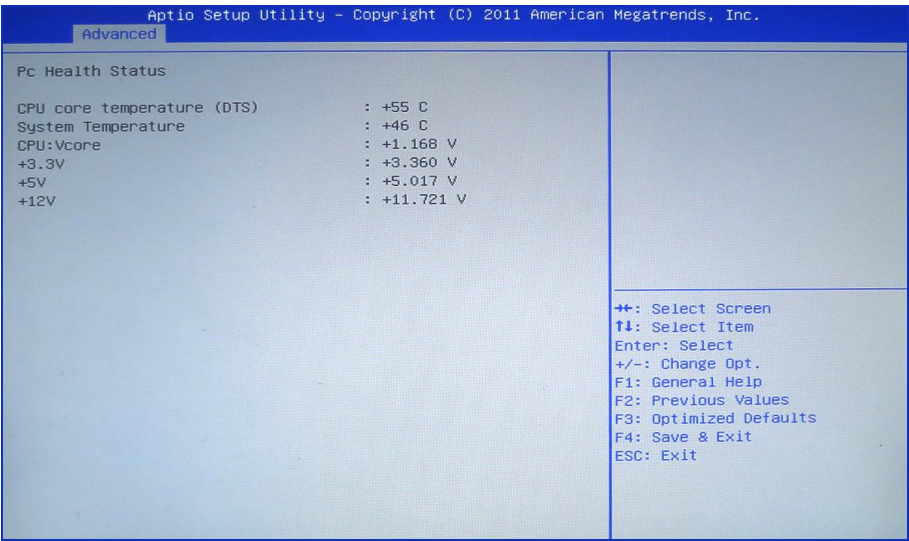 Aptio Setup Utility – Copyright (C) 2011 American Megatrends, Inc.
Advanced
Pc Health Status
CPU core temperature (DTS) : +55 C
System Temperature : +46 C
CPU:Vcore : +1.168 V
+3.3V : +3.360 V
+5V : +5.017 V
+12V : +11.721 V
→←: Select Screen
↑↓: Select Item
Enter: Select
+/-: Change Opt.
F1: General Help
F2: Previous Values
F3: Optimized Defaults
F4: Save & Exit
ESC: Exit